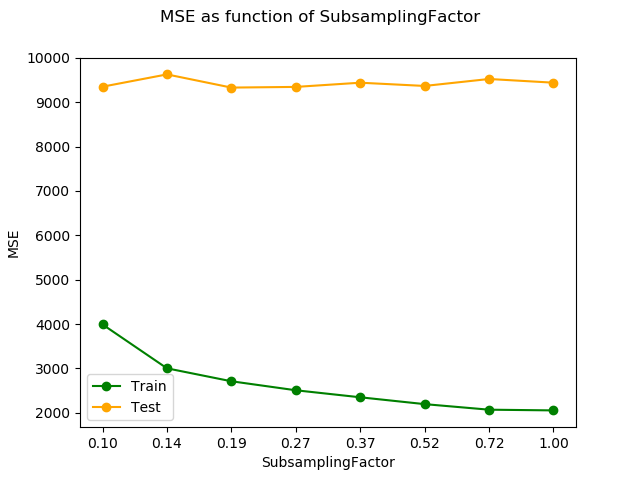 MSE as function of SubsamplingFactor
10000
9000
8000
7000
6000
5000
4000
3000
2000
MSE
Train
Test
0.10 0.14 0.19 0.27 0.37 0.52 0.72 1.00
SubsamplingFactor